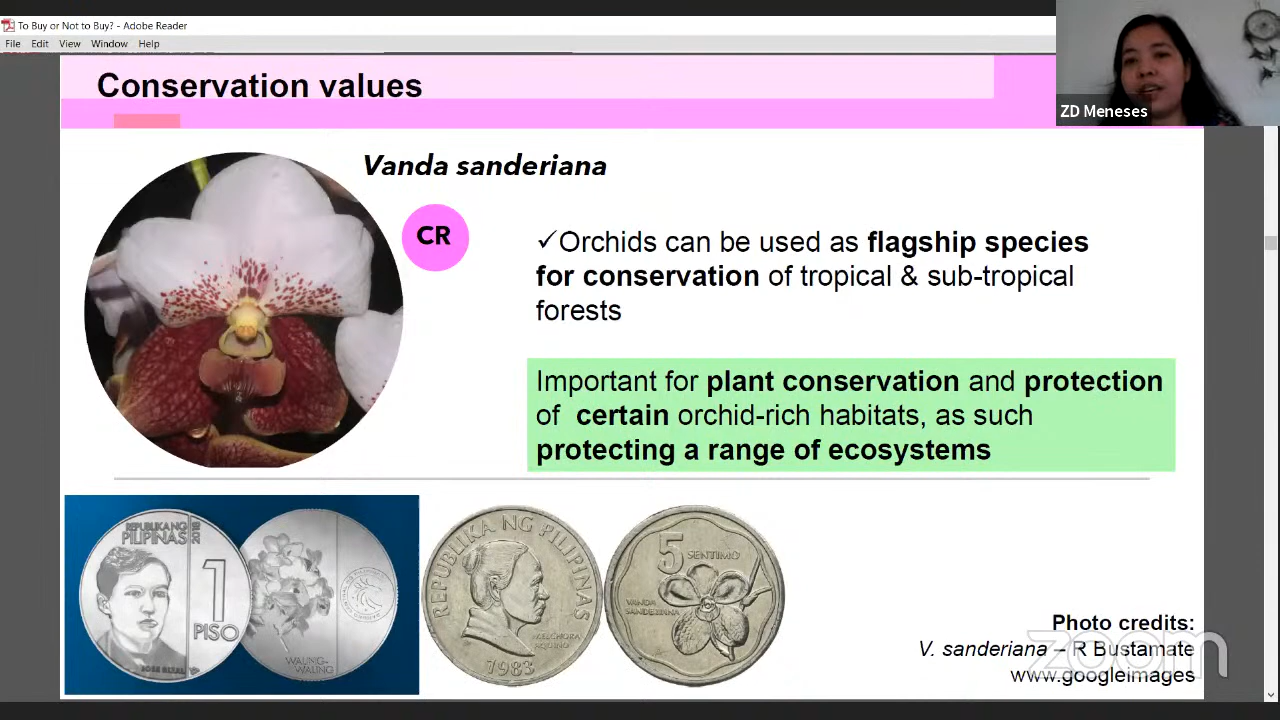 To Buy or Not to Buy? - Adobe Reader
File Edit View Window Help
ZD Meneses
Conservation values
Vanda sanderiana
CR
✓Orchids can be used as flagship species
for conservation of tropical & sub-tropical
forests
Important for plant conservation and protection
of certain orchid-rich habitats, as such
protecting a range of ecosystems
REPUBLIKA NG
PILIPINAS
1
PISO
JOSE RIZAL
WALING-
WALING
REPUBLIKA NG PILIPINAS
MELCHORA
AQUINO
1983
5 SENTIMO
VANDA
SANDERIANA
Photo credits:
V. sanderiana – R Bustamate
www.googleimages
zoom